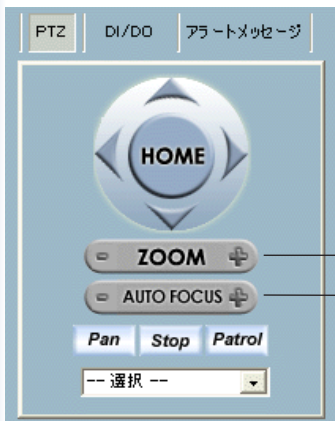 PTZ DI/DO アラートメッセージ
HOME
- ZOOM +
- AUTO FOCUS +
Pan Stop Patrol
-- 選択 --